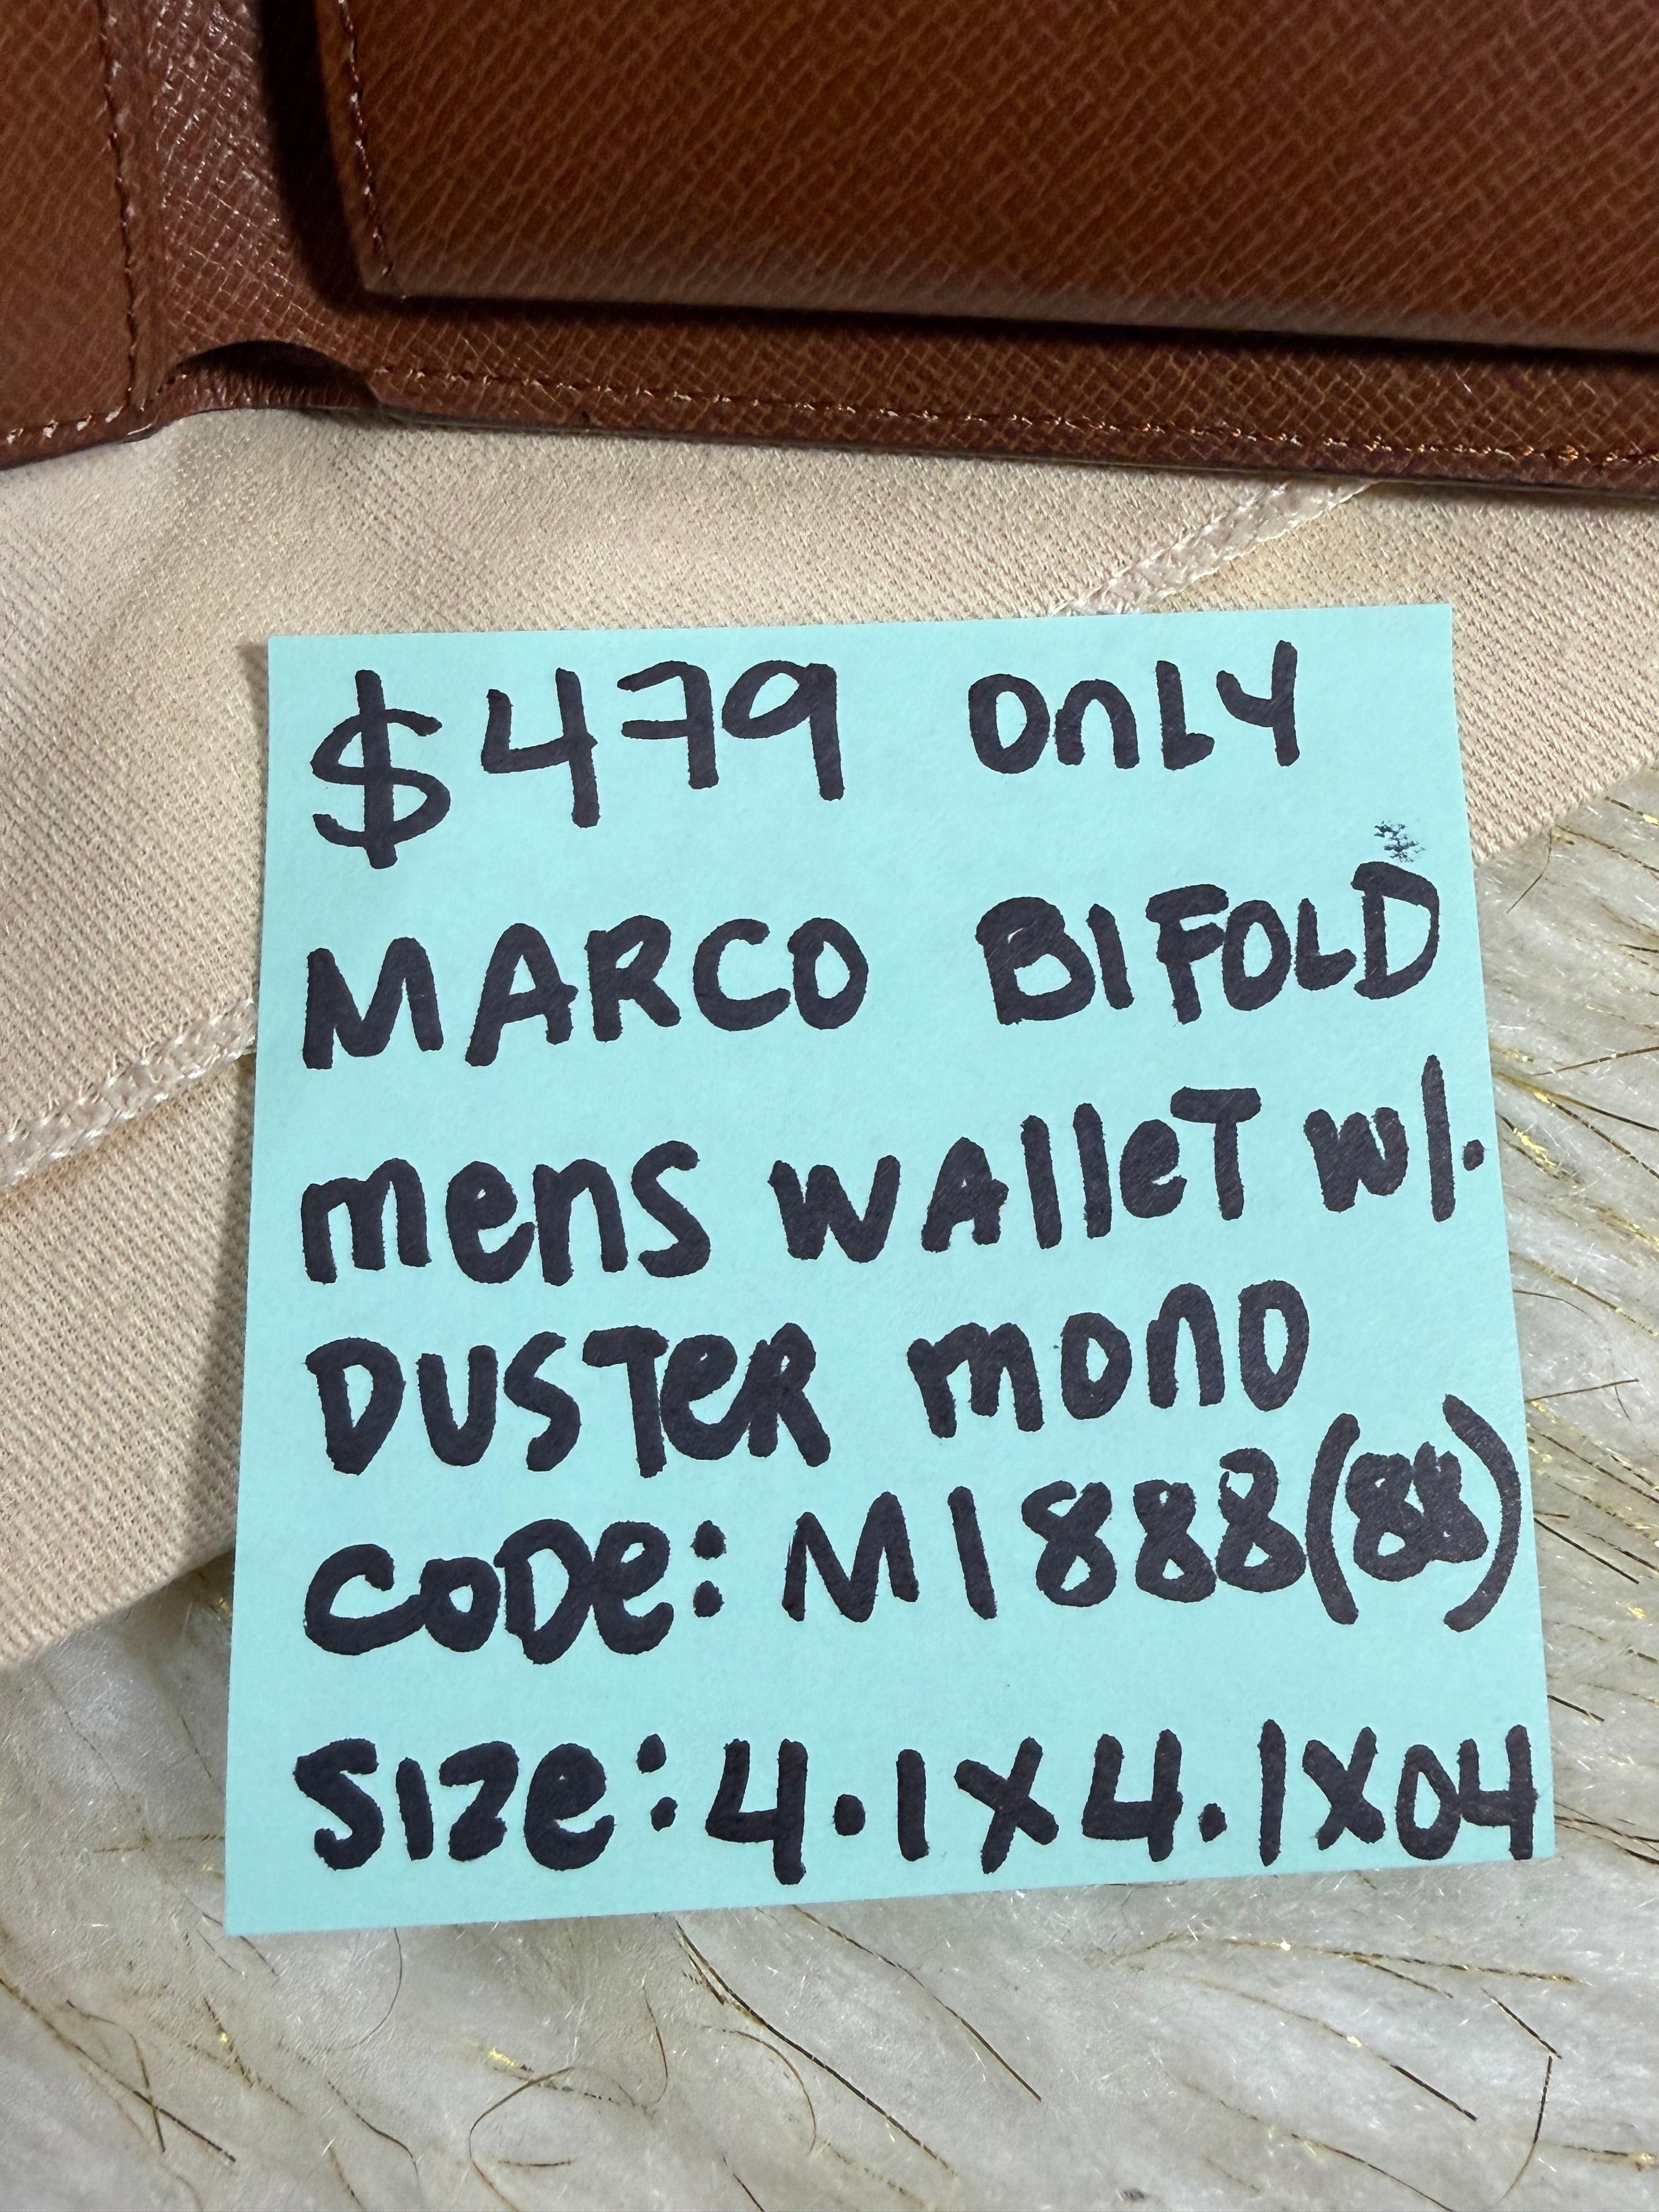 $479 only
MARCO BIFOLD
mens wallet w/.
DUSTER mono
CODE: M1888(88)
SIZE: 4.1x4.1x04